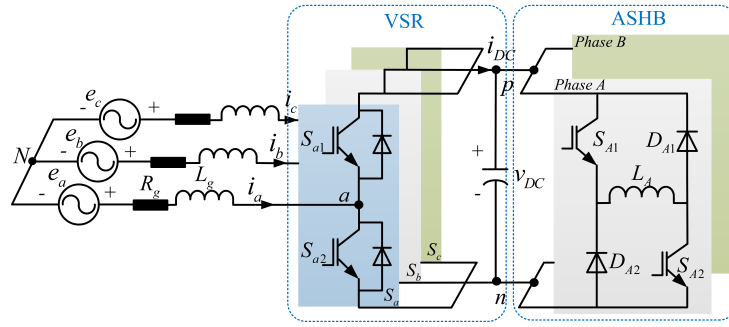 VSR
ASHB
i_DC
Phase B
p
Phase A
- e_c +
i_c
S_a1
S_A1
D_A1
N
- e_b +
i_b
L_g
+
v_DC
-
L_A
- e_a +
R_g
i_a
a
S_a2
S_c
S_b
S_a
n
D_A2
S_A2